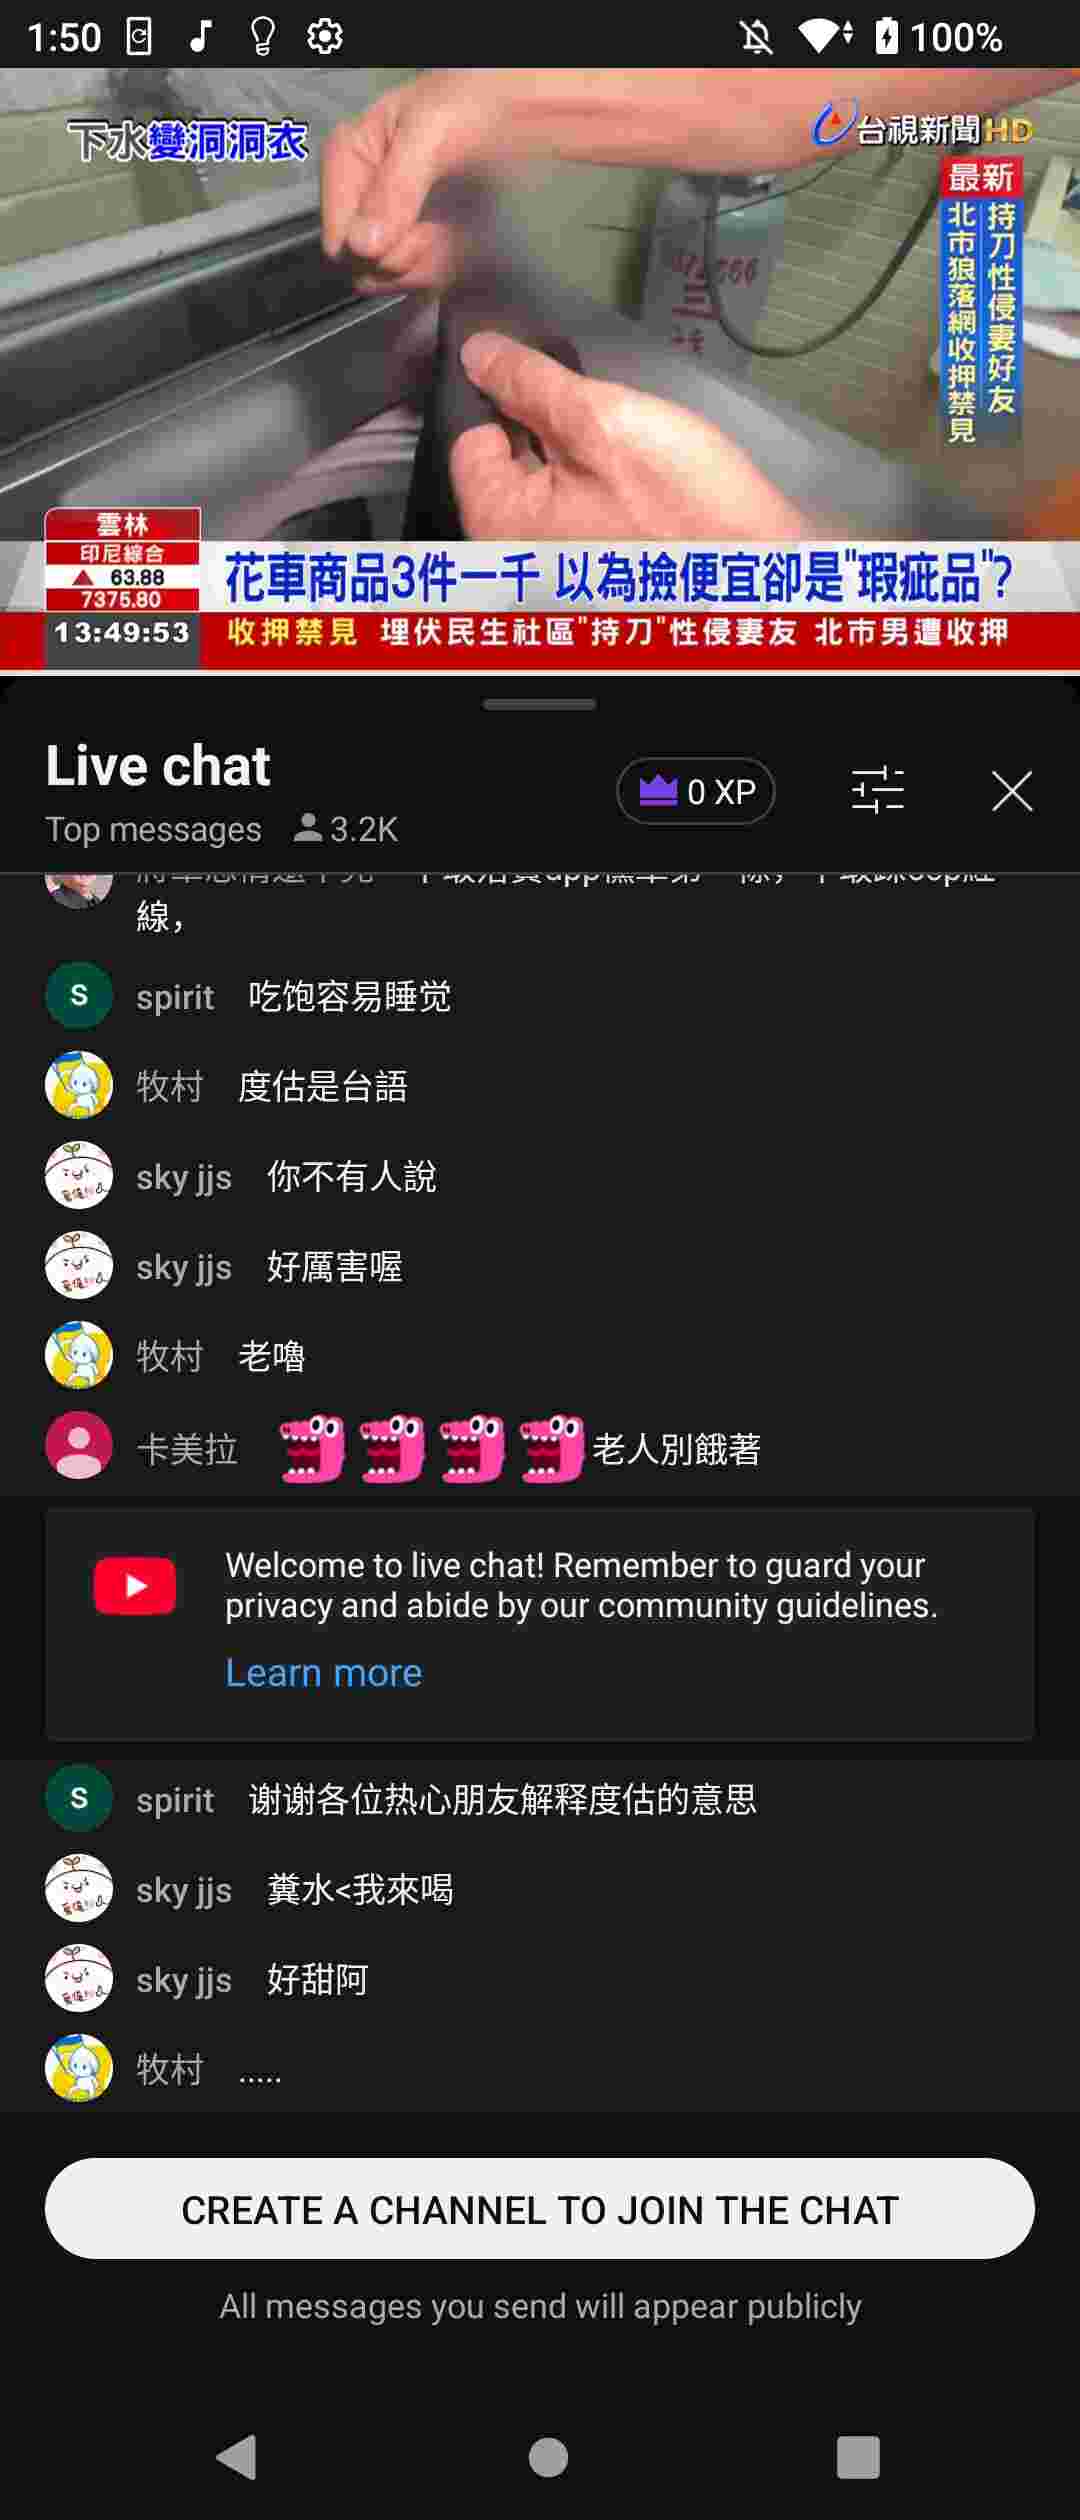 1:50
100%
下水變洞洞衣
台視新聞HD
最新
持刀性侵妻好友
北市狼落網收押禁見
雲林
印尼綜合
63.88
7375.80
13:49:53
花車商品3件一千 以為撿便宜卻是"瑕疵品"?
收押禁見 埋伏民生社區"持刀"性侵妻友 北市男遭收押
Live chat
Top messages 3.2K
0 XP
線,
S spirit 吃饱容易睡觉
牧村 度估是台語
sky jjs 你不有人說
sky jjs 好厲害喔
牧村 老嚕
卡美拉 老人別餓著
Welcome to live chat! Remember to guard your
privacy and abide by our community guidelines.
Learn more
S spirit 谢谢各位热心朋友解释度估的意思
sky jjs 糞水<我來喝
sky jjs 好甜阿
牧村 .....
CREATE A CHANNEL TO JOIN THE CHAT
All messages you send will appear publicly